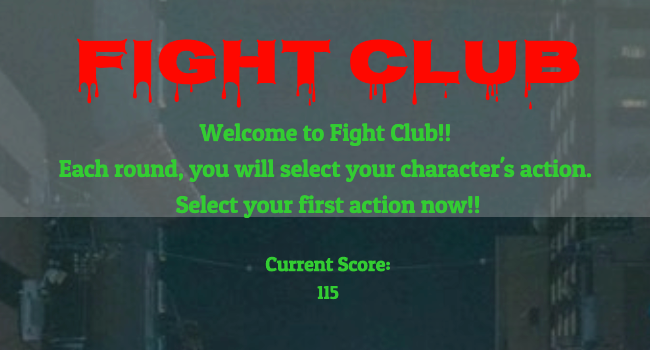 FIGHT CLUB
Welcome to Fight Club!!
Each round, you will select your character's action.
Select your first action now!!
Current Score:
115